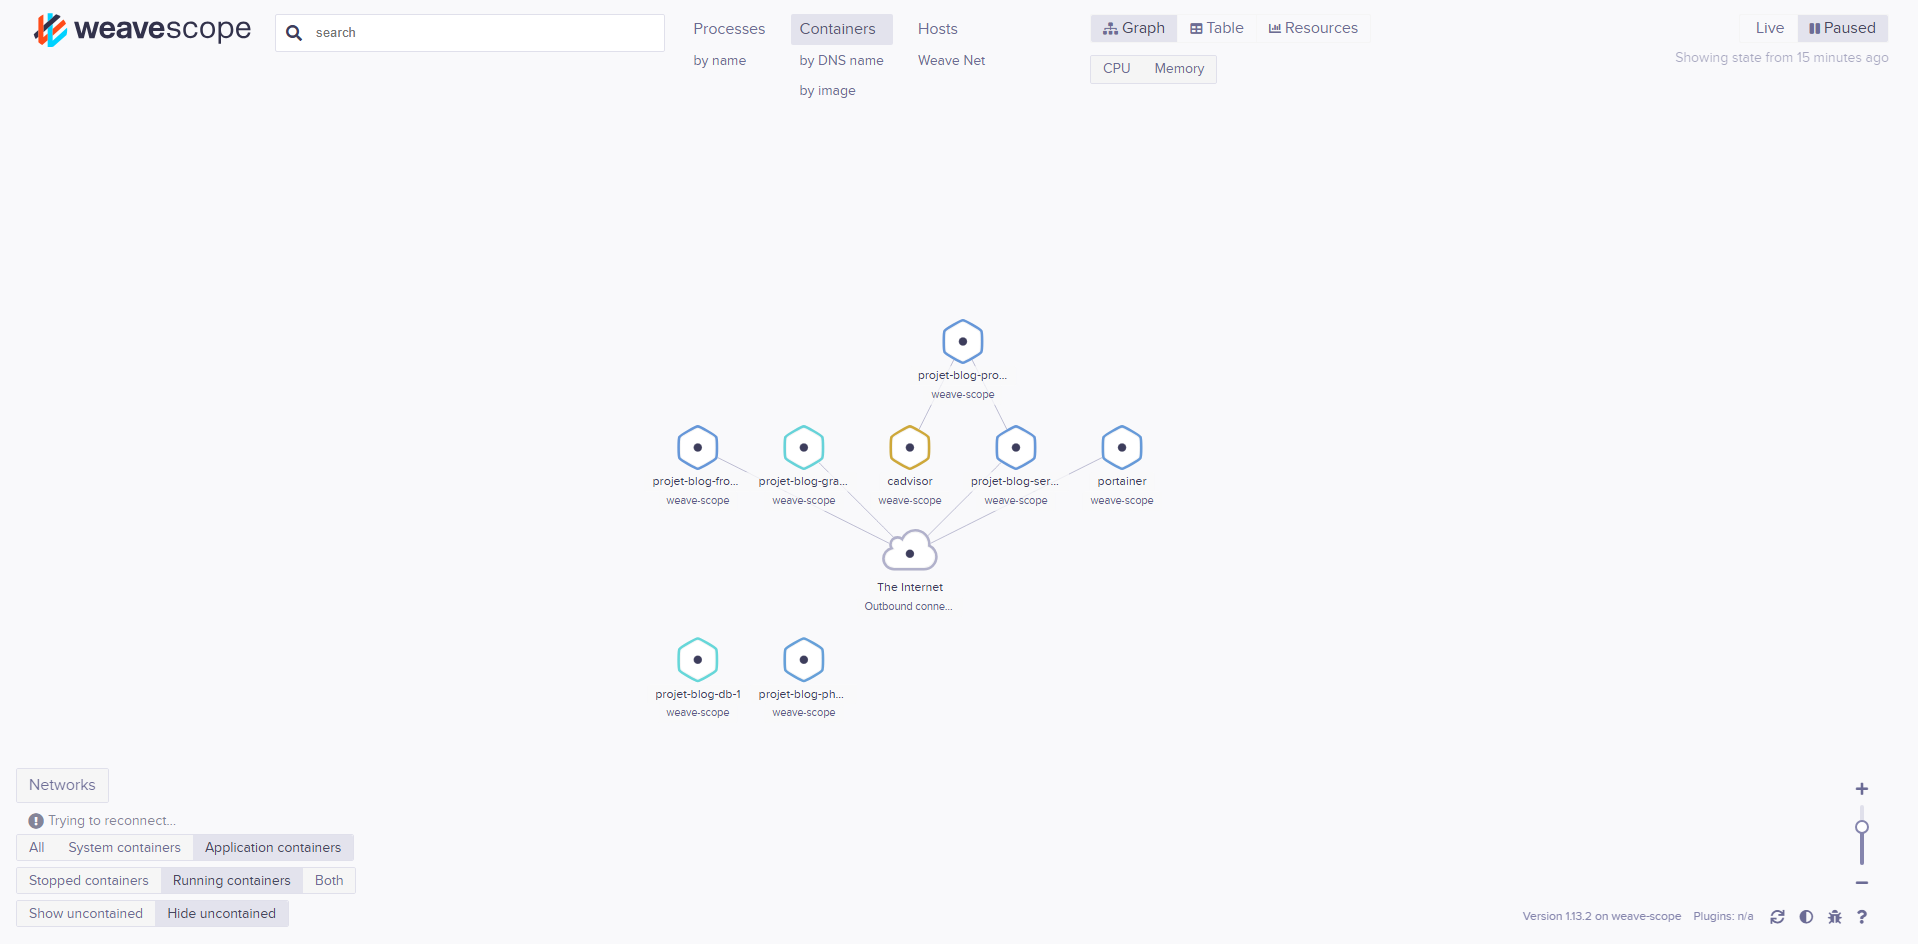 weavescope
search
Processes
by name
Containers
by DNS name
by image
Hosts
Weave Net
Graph
Table
Resources
CPU
Memory
Live
Paused
Showing state from 15 minutes ago
projet-blog-pro...
weave-scope
projet-blog-fro...
weave-scope
projet-blog-gra...
weave-scope
cadvisor
weave-scope
projet-blog-ser...
weave-scope
portainer
weave-scope
The Internet
Outbound conne...
projet-blog-db-1
weave-scope
projet-blog-ph...
weave-scope
Networks
Trying to reconnect...
All
System containers
Application containers
Stopped containers
Running containers
Both
Show uncontained
Hide uncontained
Version 1.13.2 on weave-scope
Plugins: n/a